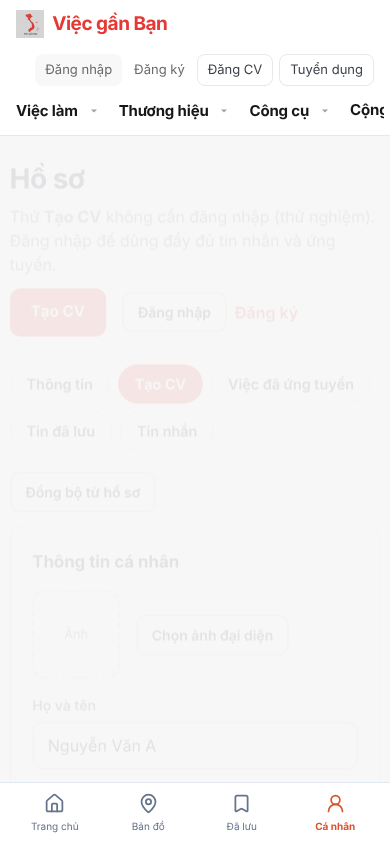 Việc gần Bạn
Đăng nhập Đăng ký Đăng CV Tuyển dụng
Việc làm Thương hiệu Công cụ Cộng
Hồ sơ
Thử Tạo CV không cần đăng nhập (thử nghiệm).
Đăng nhập để dùng đầy đủ tin nhắn và ứng
tuyển.
Tạo CV Đăng nhập Đăng ký
Thông tin Tạo CV Việc đã ứng tuyển
Tin đã lưu Tin nhắn
Đồng bộ từ hồ sơ
Thông tin cá nhân
Ảnh Chọn ảnh đại diện
Họ và tên
Nguyễn Văn A
Trang chủ Bản đồ Đã lưu Cá nhân